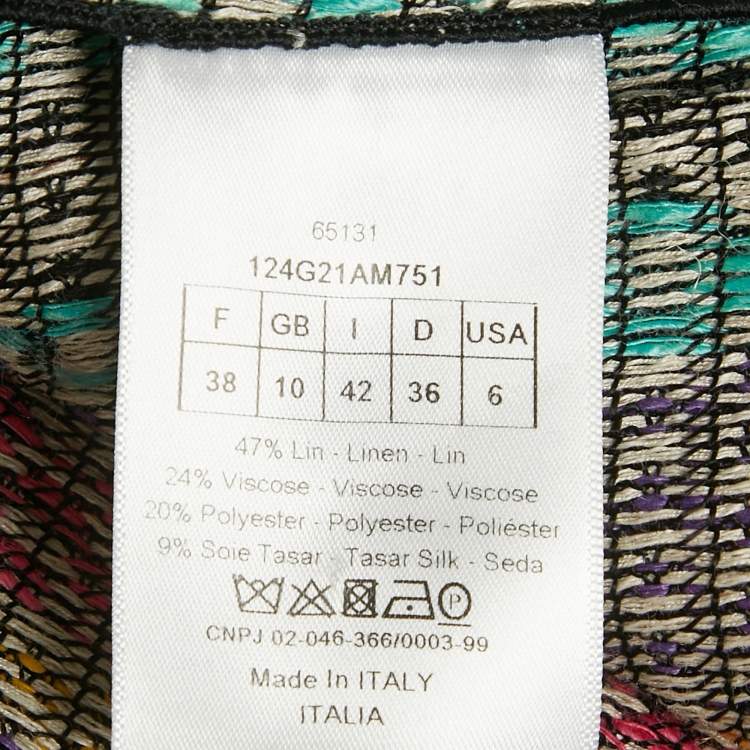 65131
124G21AM751
F GB I D USA
38 10 42 36 6
47% Lin - Linen - Lin
24% Viscose - Viscose - Viscose
20% Polyester - Polyester - Poliéster
9% Soie Tasar - Tasar Silk - Seda
P
CNPJ 02-046-366/0003-99
Made In ITALY
ITALIA